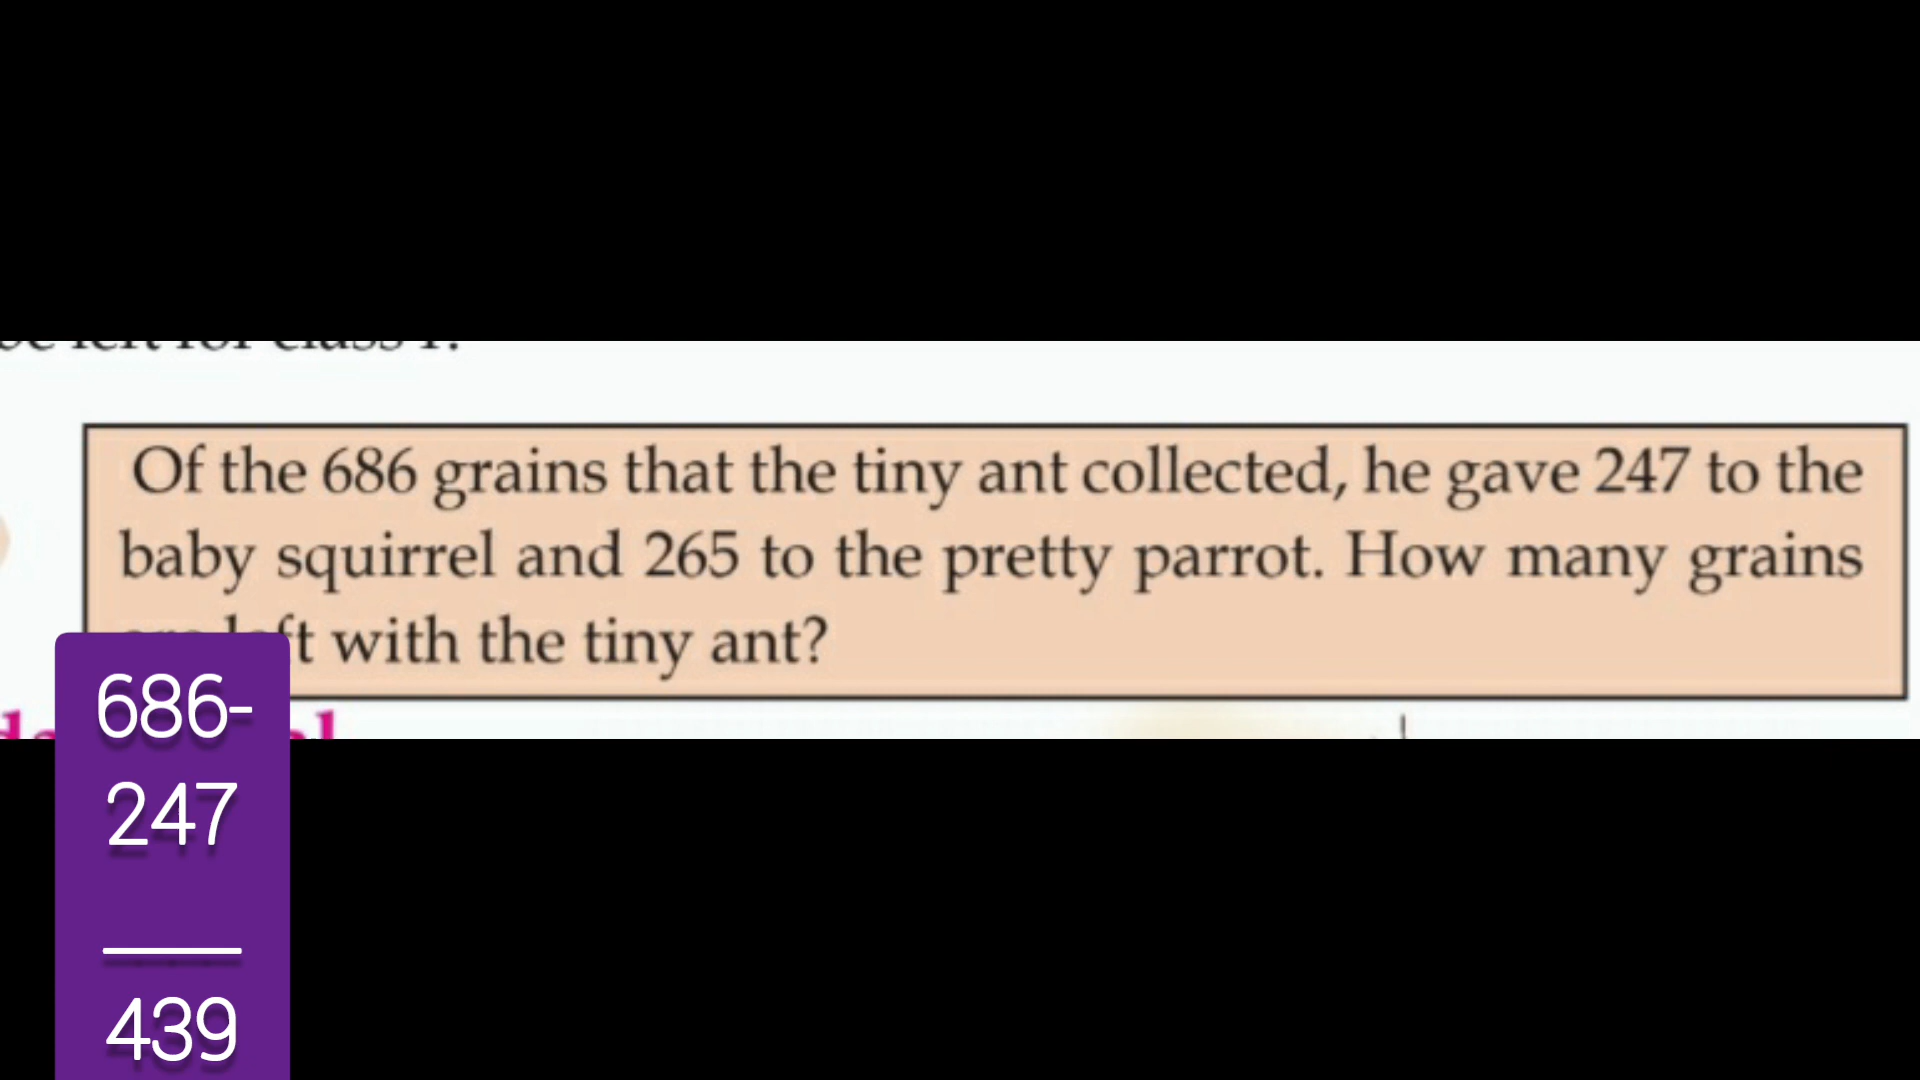 Of the 686 grains that the tiny ant collected, he gave 247 to the
baby squirrel and 265 to the pretty parrot. How many grains
with the tiny ant?
686-
247
439